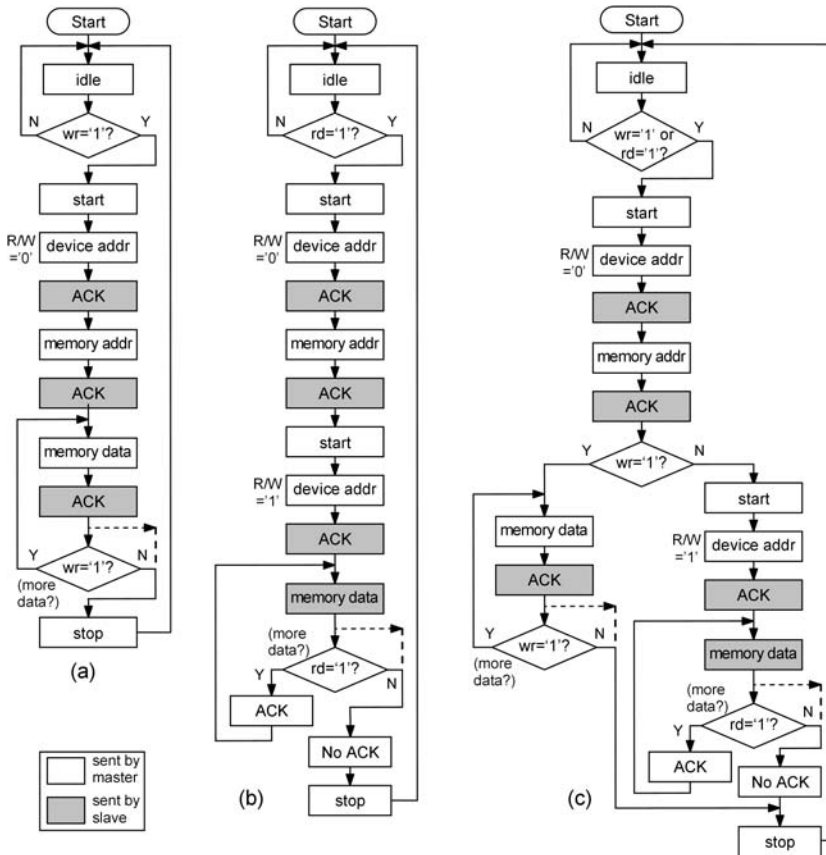 Start
idle
N
Y
wr=‘1’?
start
R/W
=’0’
device addr
ACK
memory addr
ACK
memory data
ACK
Y
N
wr=‘1’?
(more
data?)
stop
(a)
sent by
master
sent by
slave
Start
idle
N
Y
rd=‘1’?
start
R/W
=’0’
device addr
ACK
memory addr
ACK
start
R/W
=’1’
device addr
ACK
memory data
(more
data?)
rd=‘1’?
Y
N
ACK
No ACK
stop
(b)
Start
idle
N
Y
wr=’1’ or
rd=’1’?
start
R/W
=’0’
device addr
ACK
memory addr
ACK
Y
N
wr=‘1’?
memory data
ACK
Y
N
wr=‘1’?
(more
data?)
start
R/W
=’1’
device addr
ACK
memory data
(more
data?)
N
Y
rd=‘1’?
ACK
No ACK
(c)
stop